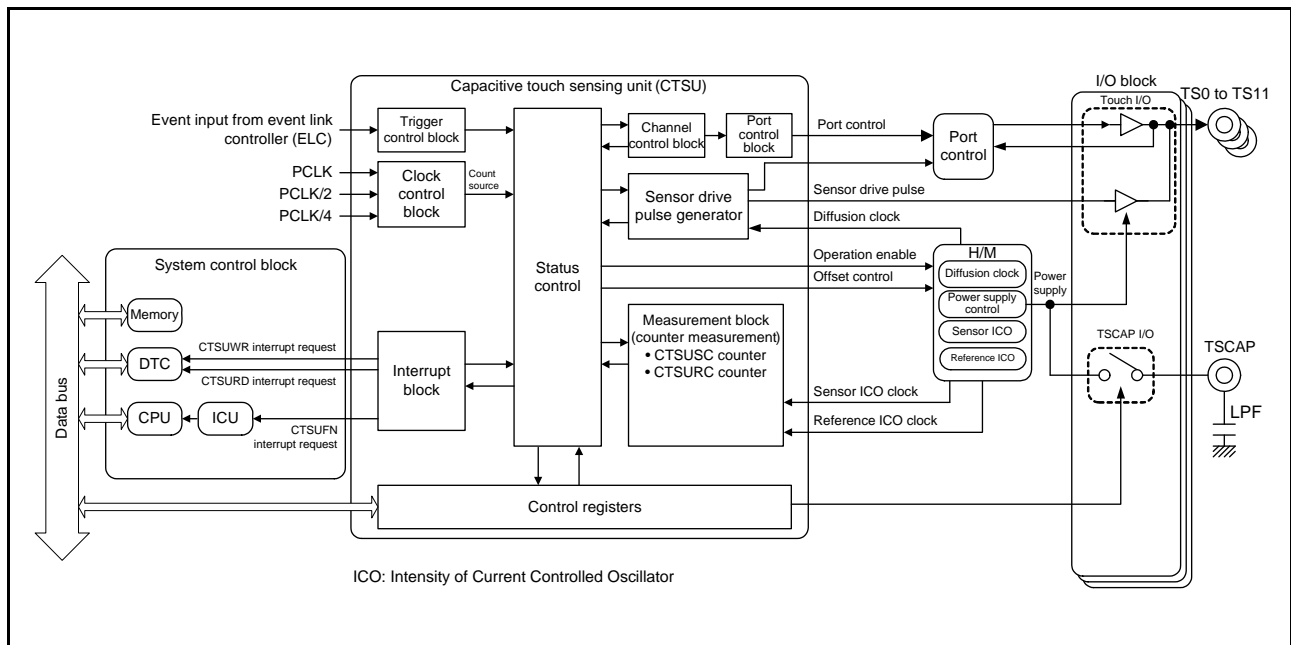 Capacitive touch sensing unit (CTSU)
I/O block
Touch I/O
TS0 to TS11
Event input from event link
controller (ELC)
Trigger
control block
Channel
control block
Port
control
block
Port control
Port
control
PCLK
PCLK/2
PCLK/4
Clock
control
block
Count
source
Sensor drive
pulse generator
Sensor drive pulse
Diffusion clock
System control block
Status
control
Operation enable
Offset control
H/M
Diffusion clock
Power supply
control
Sensor ICO
Reference ICO
Power
supply
Memory
DTC
CPU
ICU
CTSUWR interrupt request
CTSURD interrupt request
CTSUFN
interrupt request
Interrupt
block
Measurement block
(counter measurement)
• CTSUSC counter
• CTSURC counter
Sensor ICO clock
Reference ICO clock
TSCAP I/O
TSCAP
LPF
Data bus
Control registers
ICO: Intensity of Current Controlled Oscillator